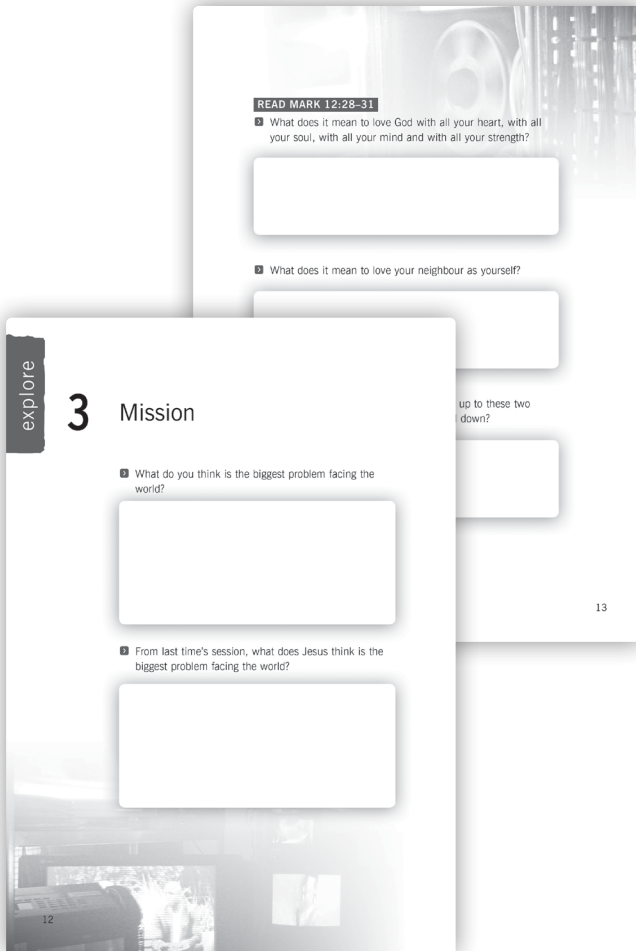 explore
3 Mission
What do you think is the biggest problem facing the
world?
From last time's session, what does Jesus think is the
biggest problem facing the world?
12
READ MARK 12:28–31
What does it mean to love God with all your heart, with all
your soul, with all your mind and with all your strength?
What does it mean to love your neighbour as yourself?
up to these two
down?
13